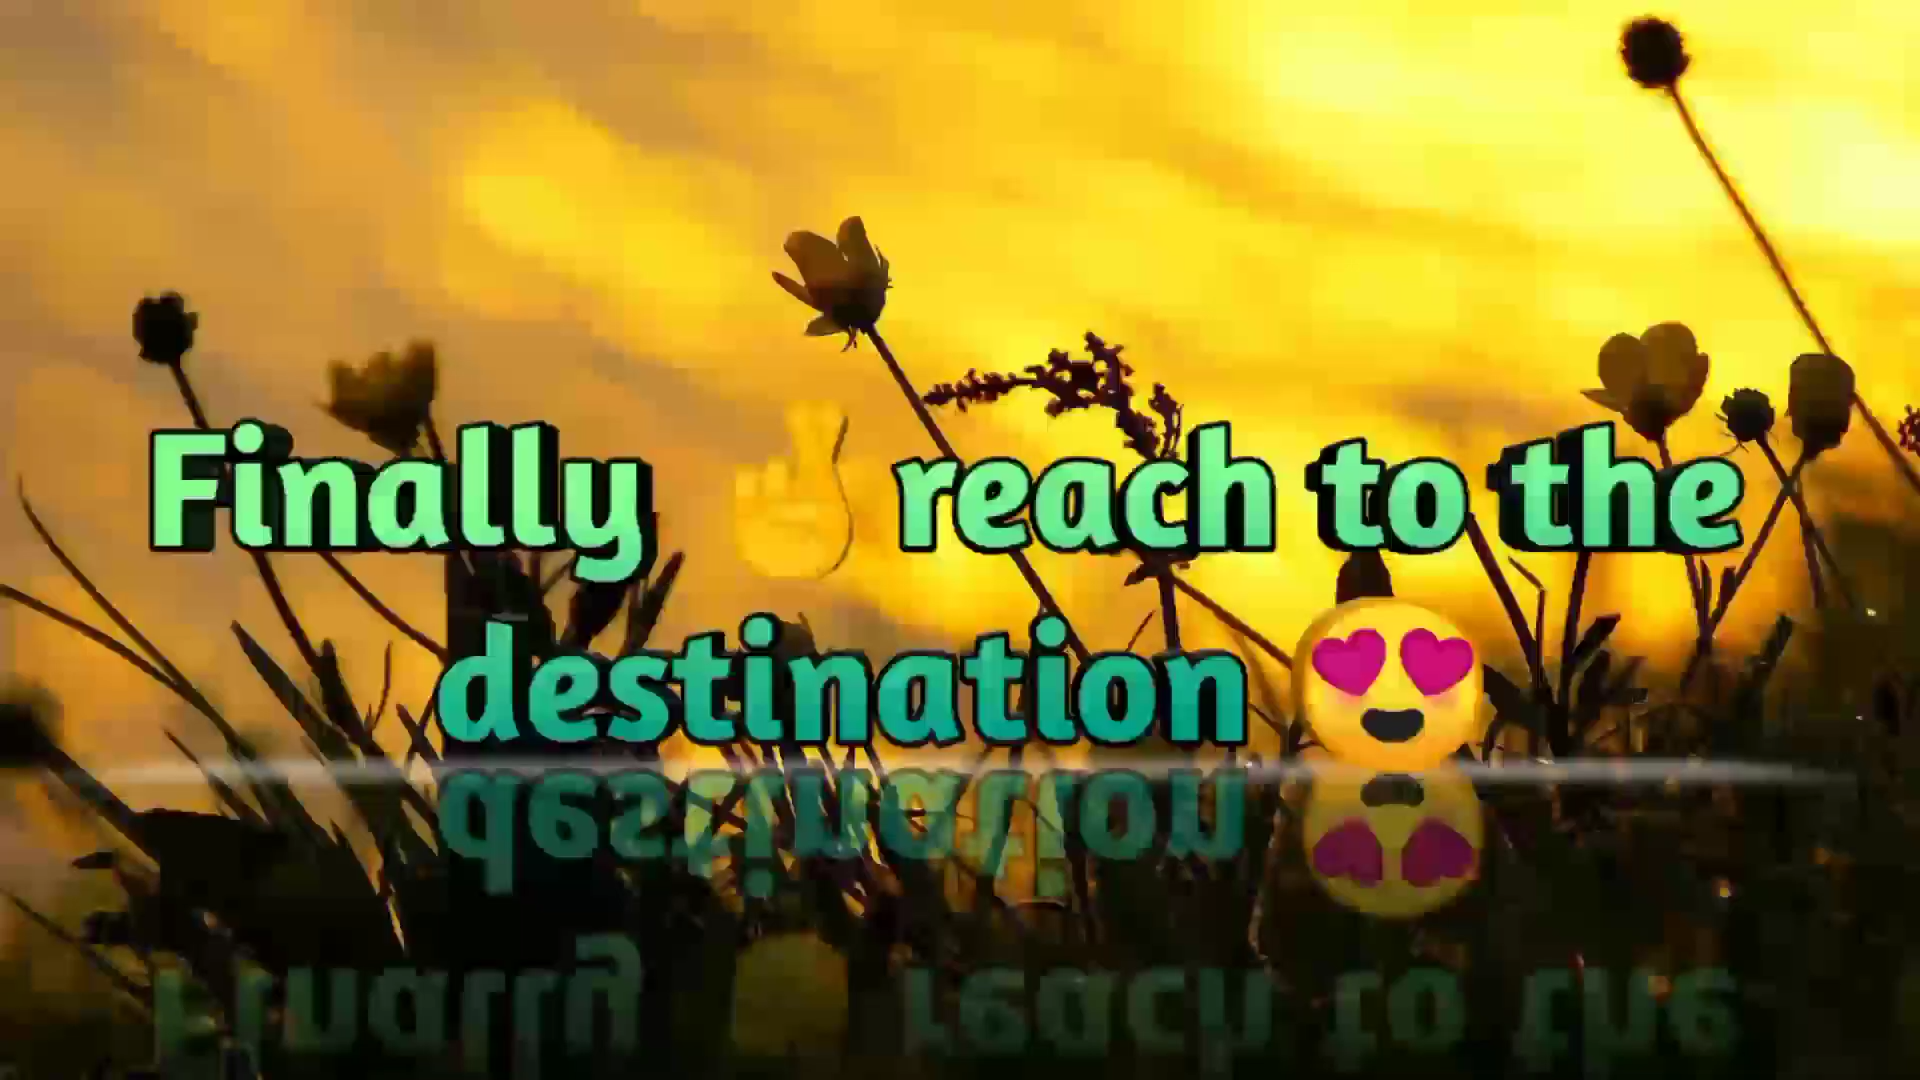 Finally 🤞 reach to the
destination 😍